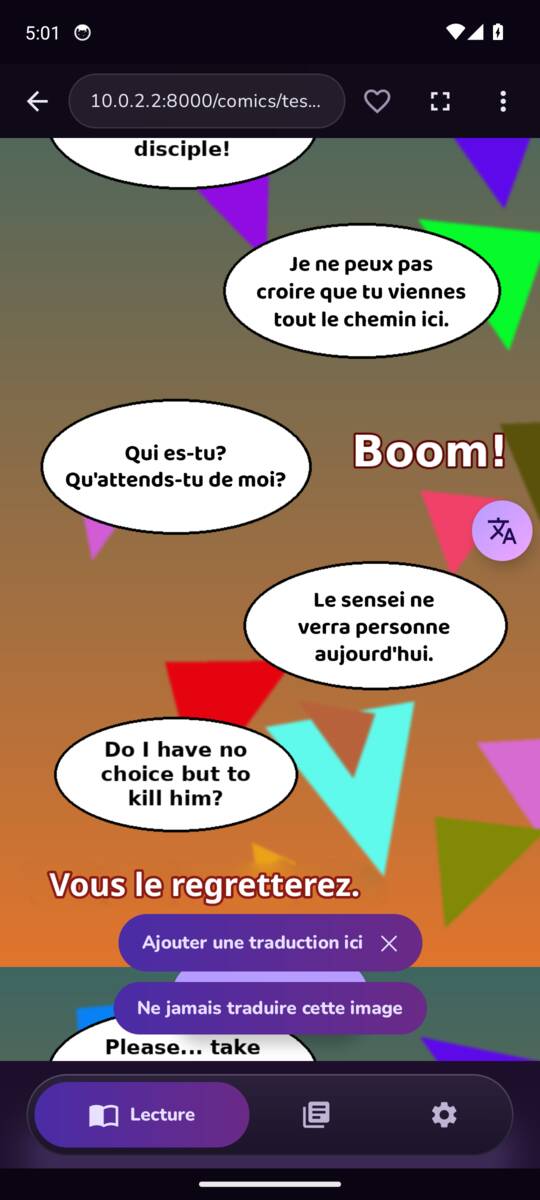 5:01
10.0.2.2:8000/comics/tes...
disciple!
Je ne peux pas
croire que tu viennes
tout le chemin ici.
Qui es-tu?
Qu'attends-tu de moi?
Boom!
Le sensei ne
verra personne
aujourd'hui.
Do I have no
choice but to
kill him?
Vous le regretterez.
Ajouter une traduction ici
Ne jamais traduire cette image
Please... take
Lecture